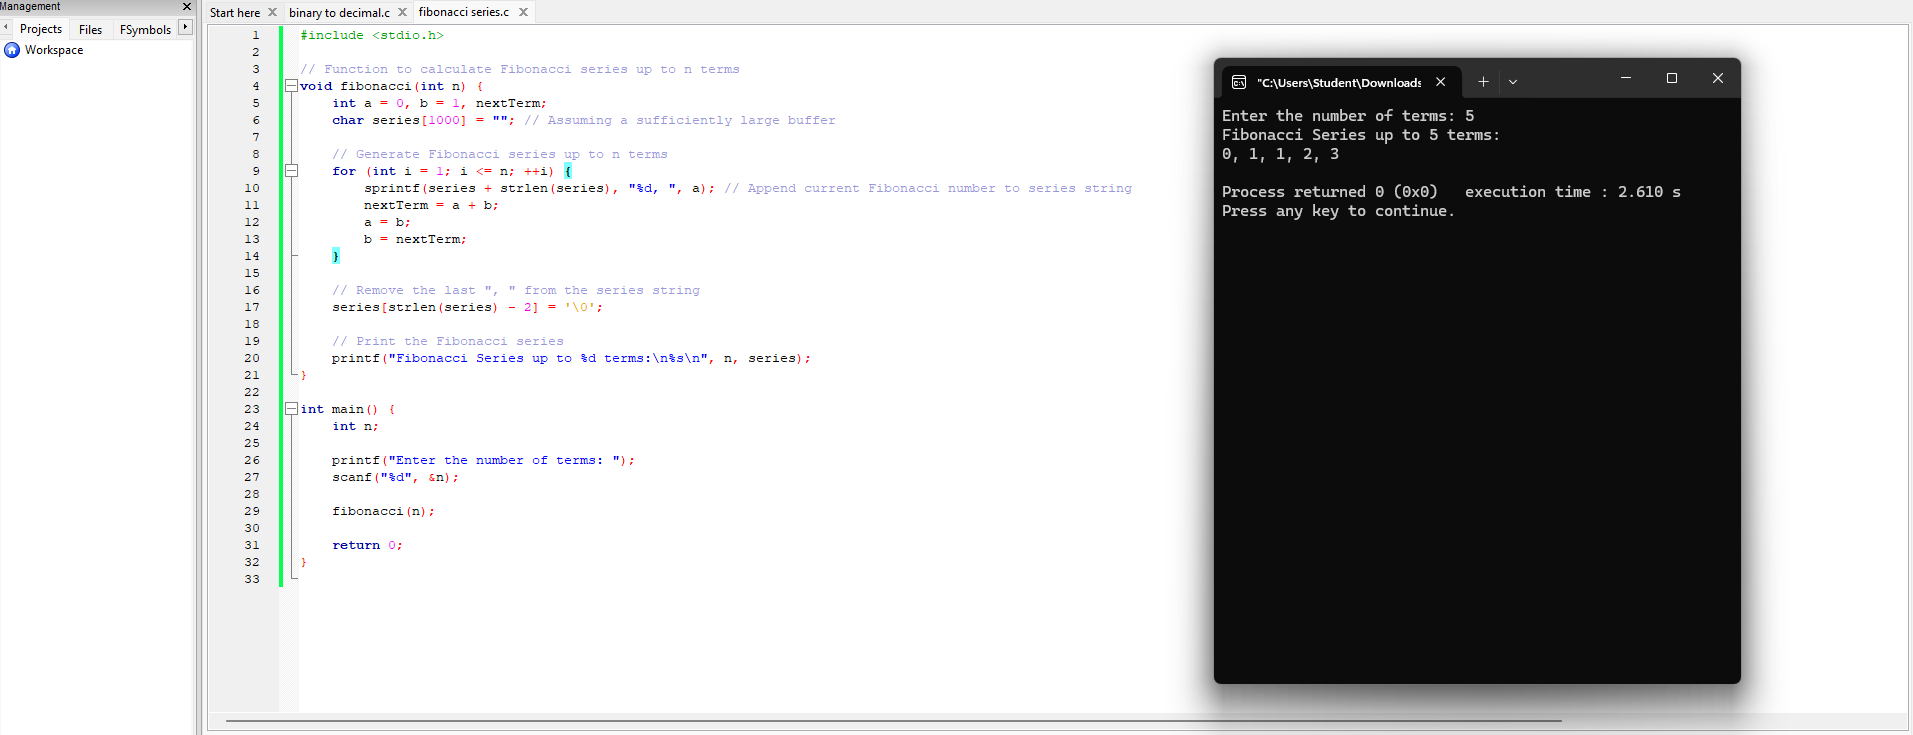 Management
Projects Files FSymbols
Workspace
Start here binary to decimal.c fibonacci series.c
1 #include <stdio.h>
2
3 // Function to calculate Fibonacci series up to n terms
4 void fibonacci(int n) {
5 int a = 0, b = 1, nextTerm;
6 char series[1000] = ""; // Assuming a sufficiently large buffer
7
8 // Generate Fibonacci series up to n terms
9 for (int i = 1; i <= n; ++i) {
10 sprintf(series + strlen(series), "%d, ", a); // Append current Fibonacci number to series string
11 nextTerm = a + b;
12 a = b;
13 b = nextTerm;
14 }
15
16 // Remove the last ", " from the series string
17 series[strlen(series) - 2] = '\0';
18
19 // Print the Fibonacci series
20 printf("Fibonacci Series up to %d terms:\n%s\n", n, series);
21 }
22
23 int main() {
24 int n;
25
26 printf("Enter the number of terms: ");
27 scanf("%d", &n);
28
29 fibonacci(n);
30
31 return 0;
32 }
33
"C:\Users\Student\Downloads
Enter the number of terms: 5
Fibonacci Series up to 5 terms:
0, 1, 1, 2, 3
Process returned 0 (0x0) execution time : 2.610 s
Press any key to continue.